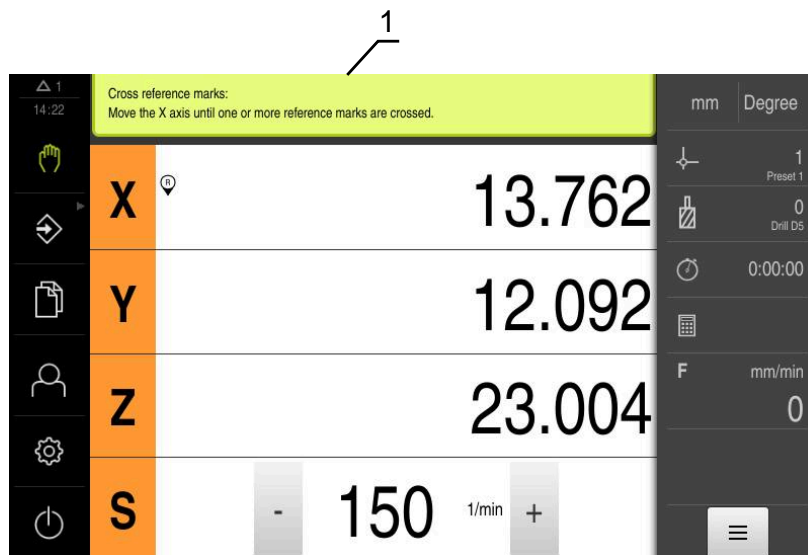 1
1
14:22
Cross reference marks:
Move the X axis until one or more reference marks are crossed.
mm Degree
X R 13.762
1
Preset 1
0
Drill D5
Y 12.092
0:00:00
Z 23.004
F mm/min
0
S - 150 1/min +